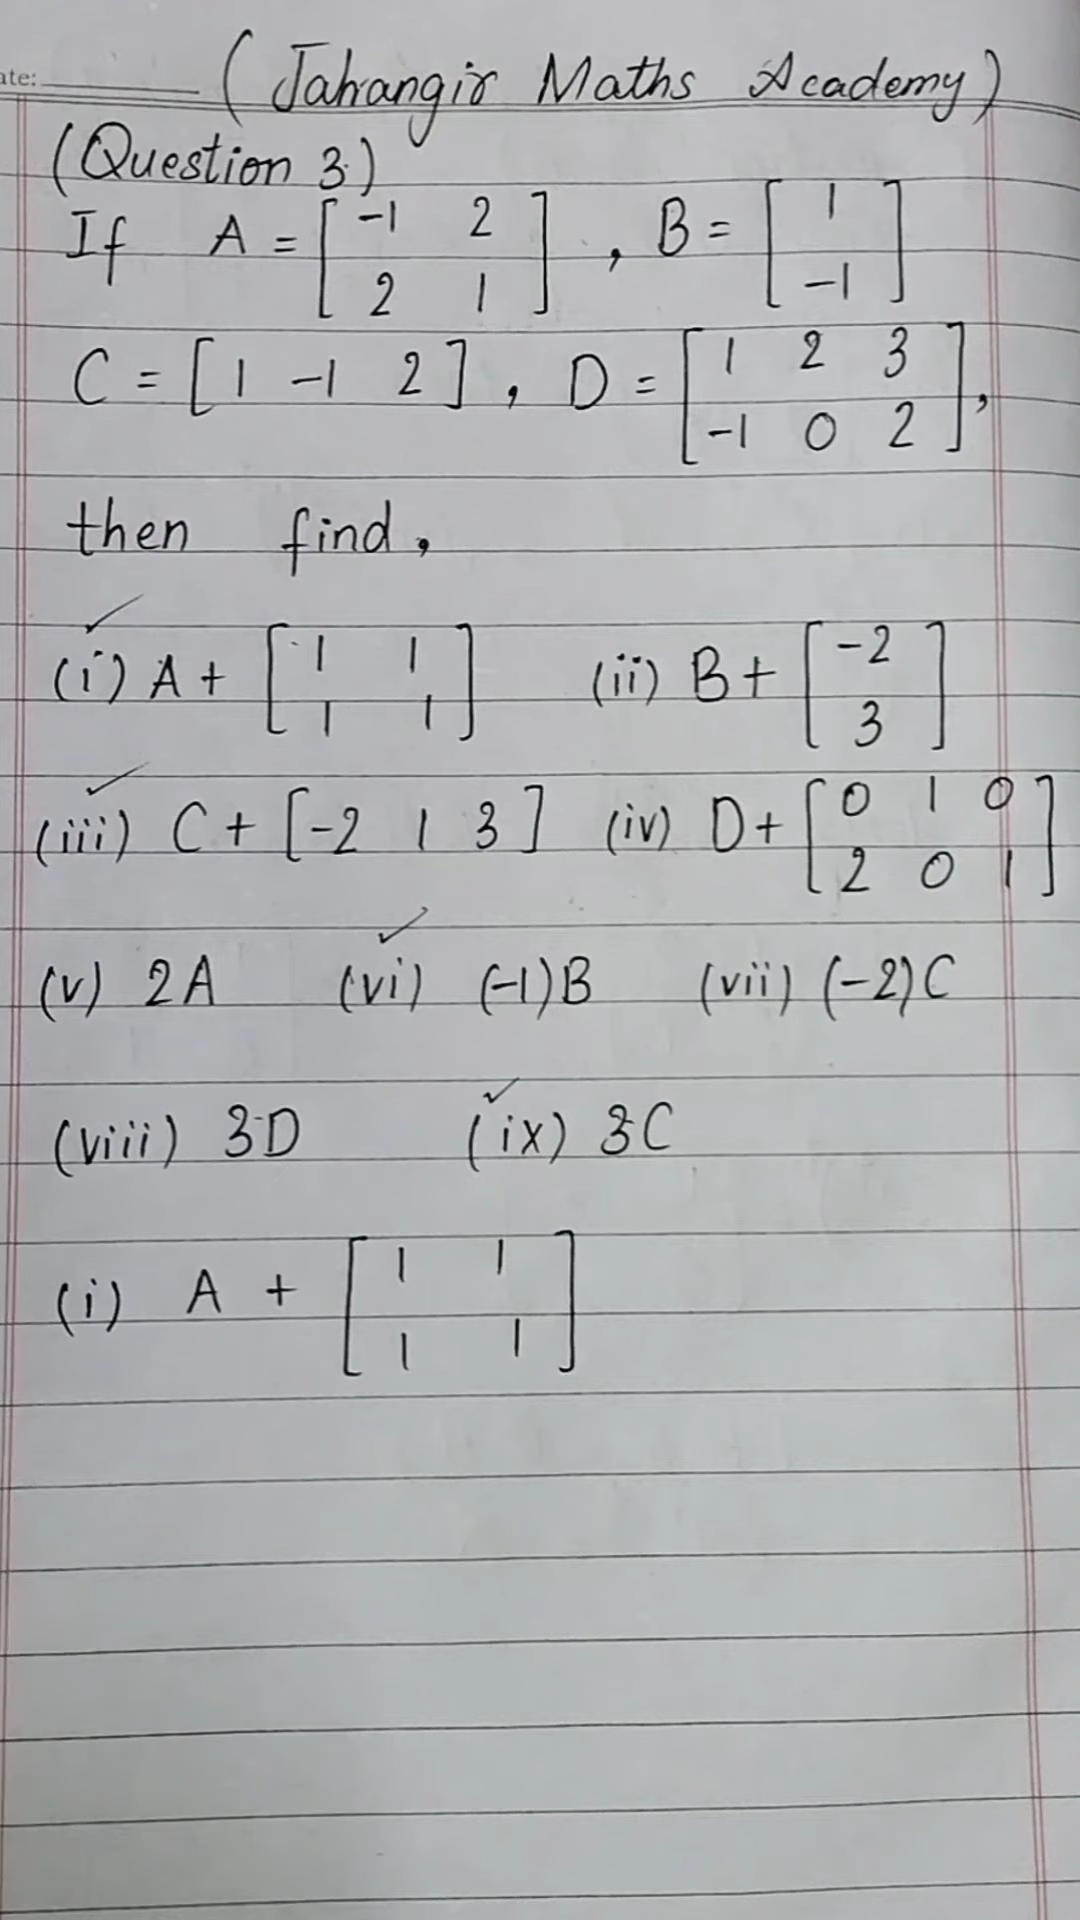 ate:
(Jahangir Maths Academy)
(Question 3)
If A = [-1 2
2 1], B = [1
-1]
C = [1 -1 2], D = [1 2 3
-1 0 2],
then find,
(i) A + [1 1
1 1] (ii) B + [-2
3]
(iii) C + [-2 1 3] (iv) D + [0 1 0
2 0 1]
(v) 2A (vi) (-1)B (vii) (-2)C
(viii) 3D (ix) 3C
(i) A + [1 1
1 1]